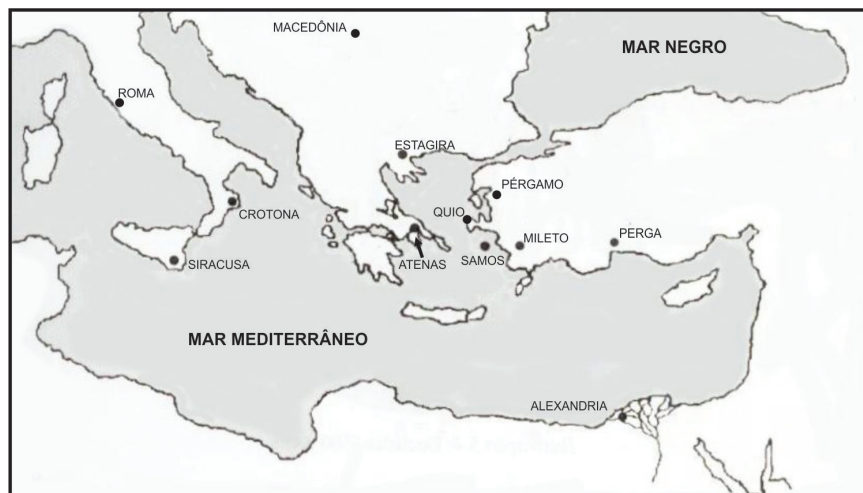 MACEDÔNIA
MAR NEGRO
ROMA
ESTAGIRA
PÉRGAMO
CROTONA
QUIO
MILETO
PERGA
SIRACUSA
ATENAS
SAMOS
MAR MEDITERRÂNEO
ALEXANDRIA